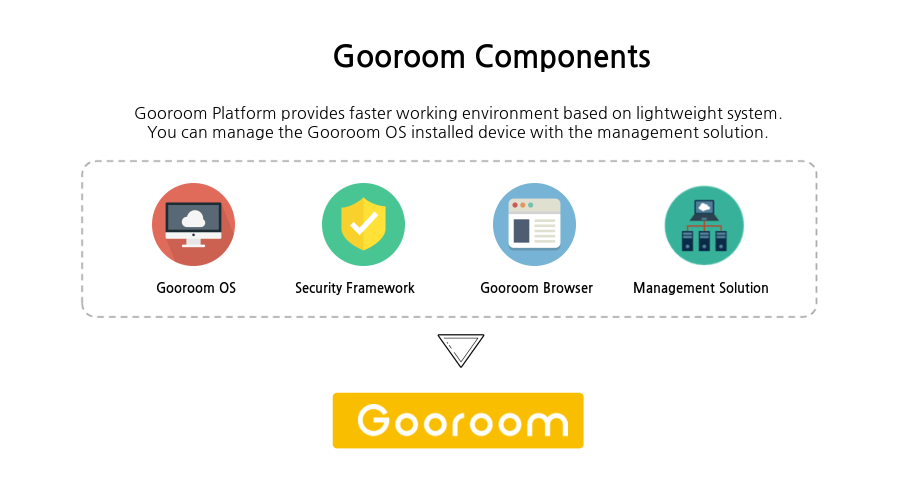 Gooroom Components
Gooroom Platform provides faster working environment based on lightweight system.
You can manage the Gooroom OS installed device with the management solution.
Gooroom OS
Security Framework
Gooroom Browser
Management Solution
Gooroom